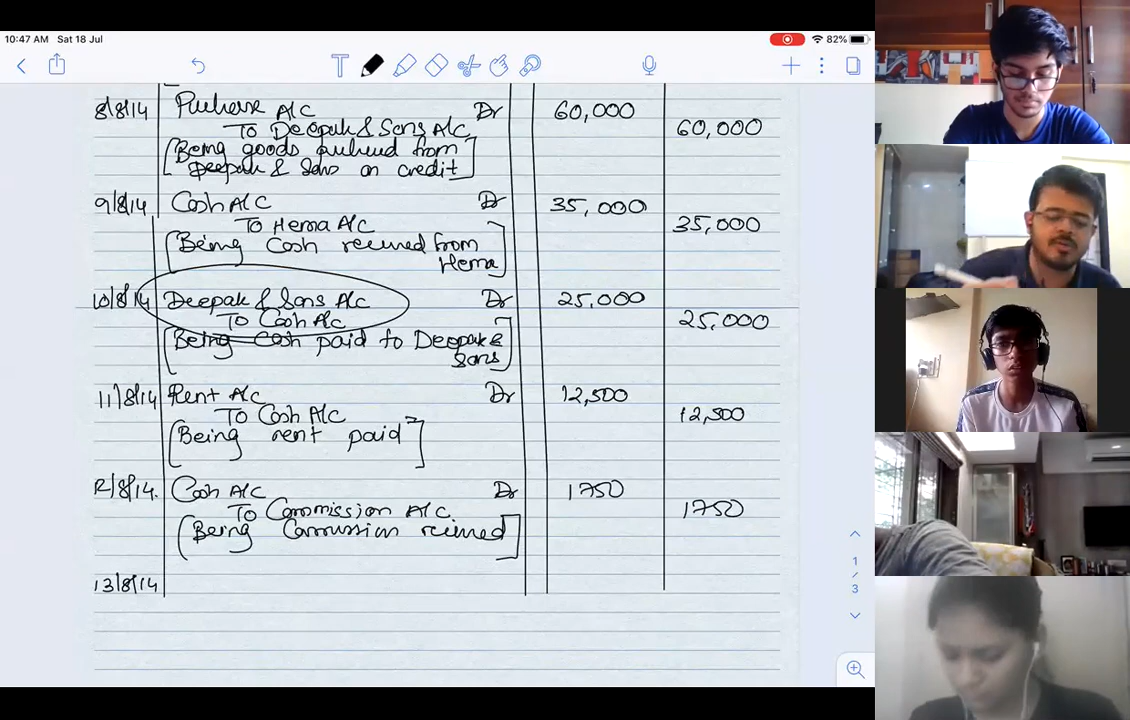 10:47 AM Sat 18 Jul
82%
T
8/8/14 Purchase A/c Dr 60,000
To Deepak & Sons A/c 60,000
[Being goods purchased from
Deepak & Sons on credit]
9/8/14 Cash A/c Dr 35,000
To Hema A/c 35,000
[Being Cash received from
Hema]
10/8/14 Deepak & Sons A/c Dr 25,000
To Cash A/c 25,000
[Being Cash paid to Deepak &
Sons]
11/8/14 Rent A/c Dr 12,500
To Cash A/c 12,500
[Being rent paid]
12/8/14. Cash A/c Dr 1750
To Commission A/c 1750
[Being Commission received]
13/8/14
1
/
3